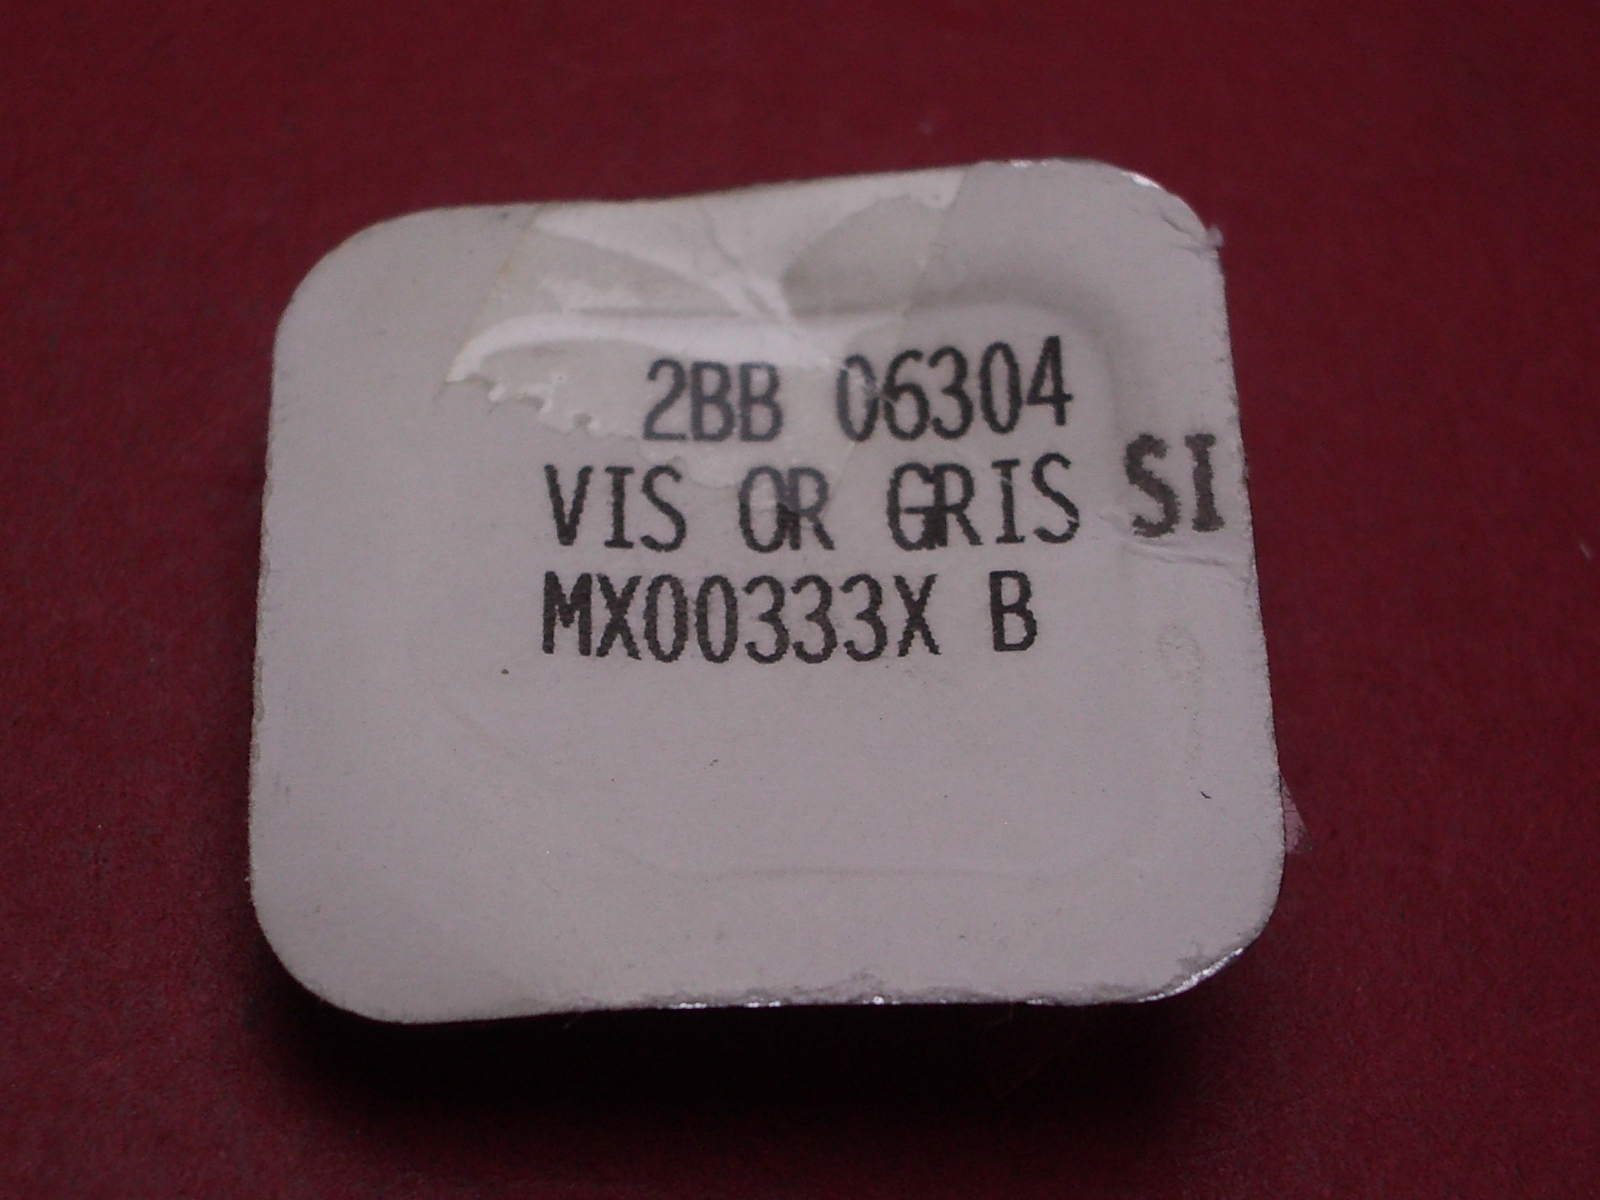 2BB 06304
VIS OR GRIS SI
MX00333X B